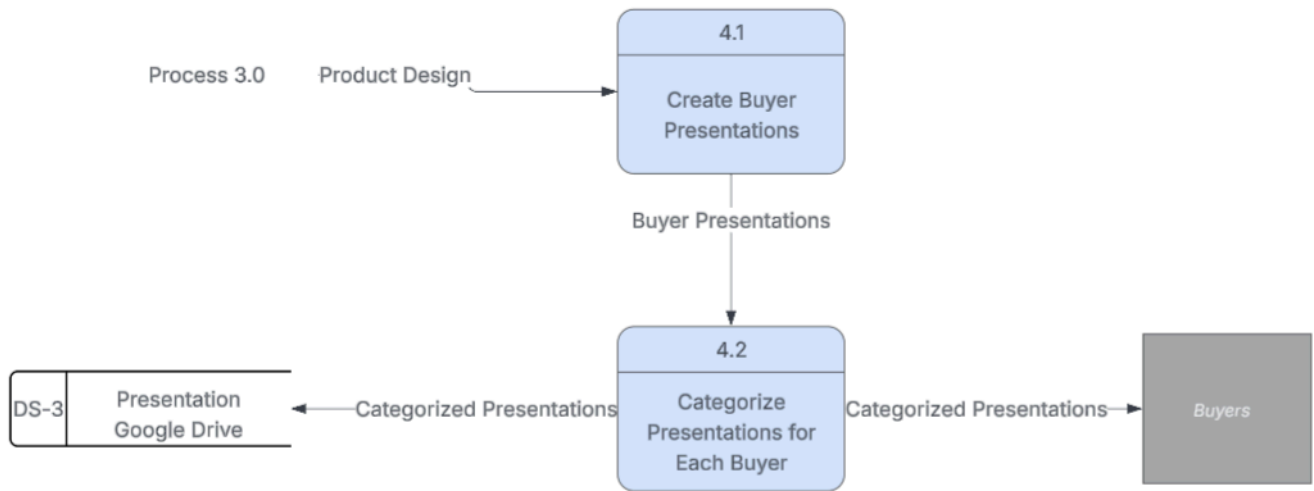 4.1
Process 3.0
Product Design
Create Buyer
Presentations
Buyer Presentations
4.2
DS-3
Presentation
Google Drive
Categorized Presentations
Categorize
Presentations for
Each Buyer
Categorized Presentations
Buyers